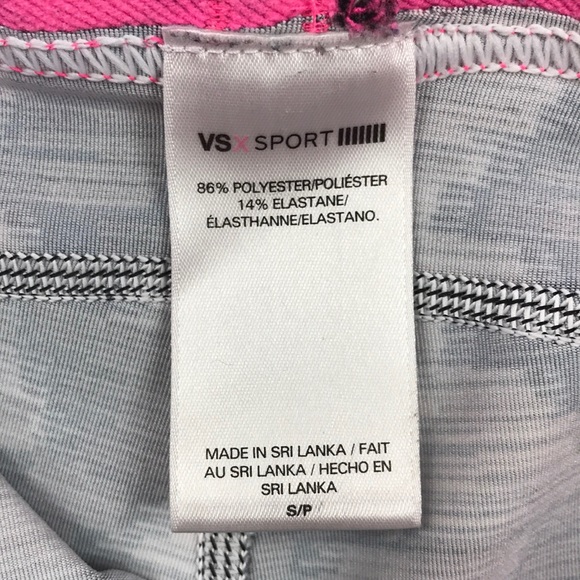 VSX SPORT
86% POLYESTER/POLIÉSTER
14% ELASTANE/
ÉLASTHANNE/ELASTANO.
MADE IN SRI LANKA / FAIT
AU SRI LANKA / HECHO EN
SRI LANKA
S/P